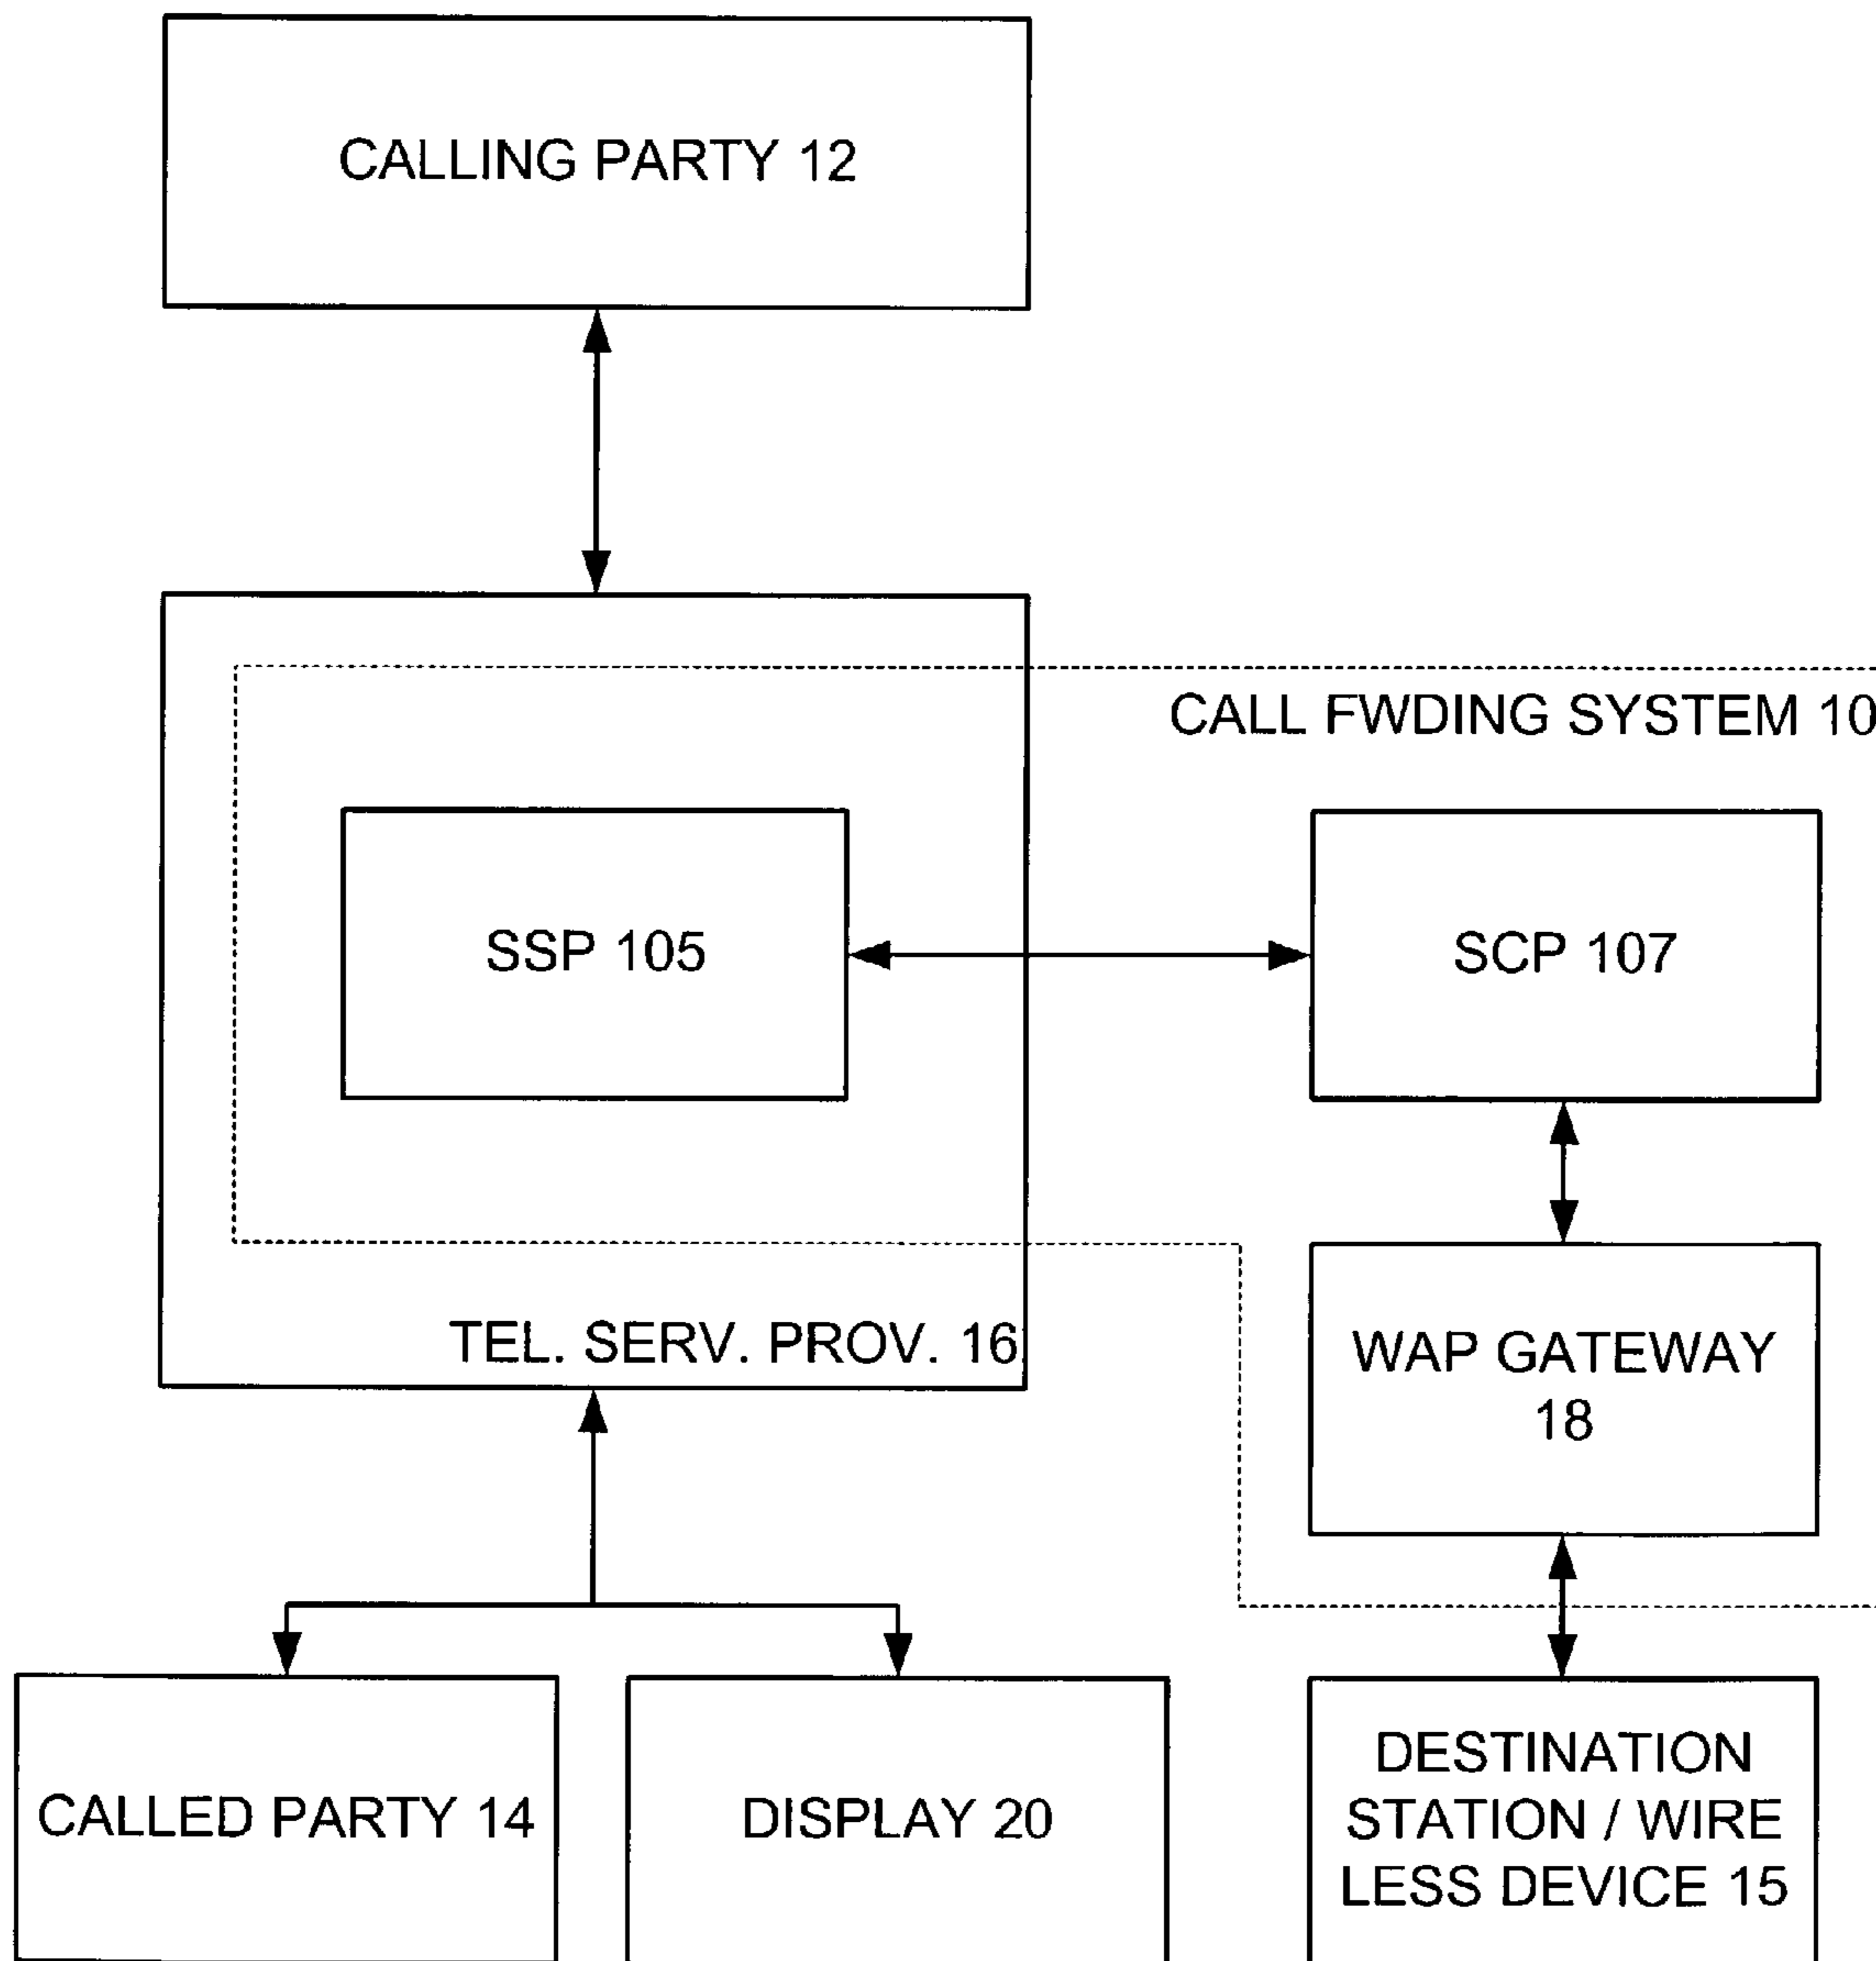 CALLING PARTY 12
CALL FWDING SYSTEM 10
SSP 105
SCP 107
TEL. SERV. PROV. 16
WAP GATEWAY
18
CALLED PARTY 14
DISPLAY 20
DESTINATION
STATION / WIRE
LESS DEVICE 15